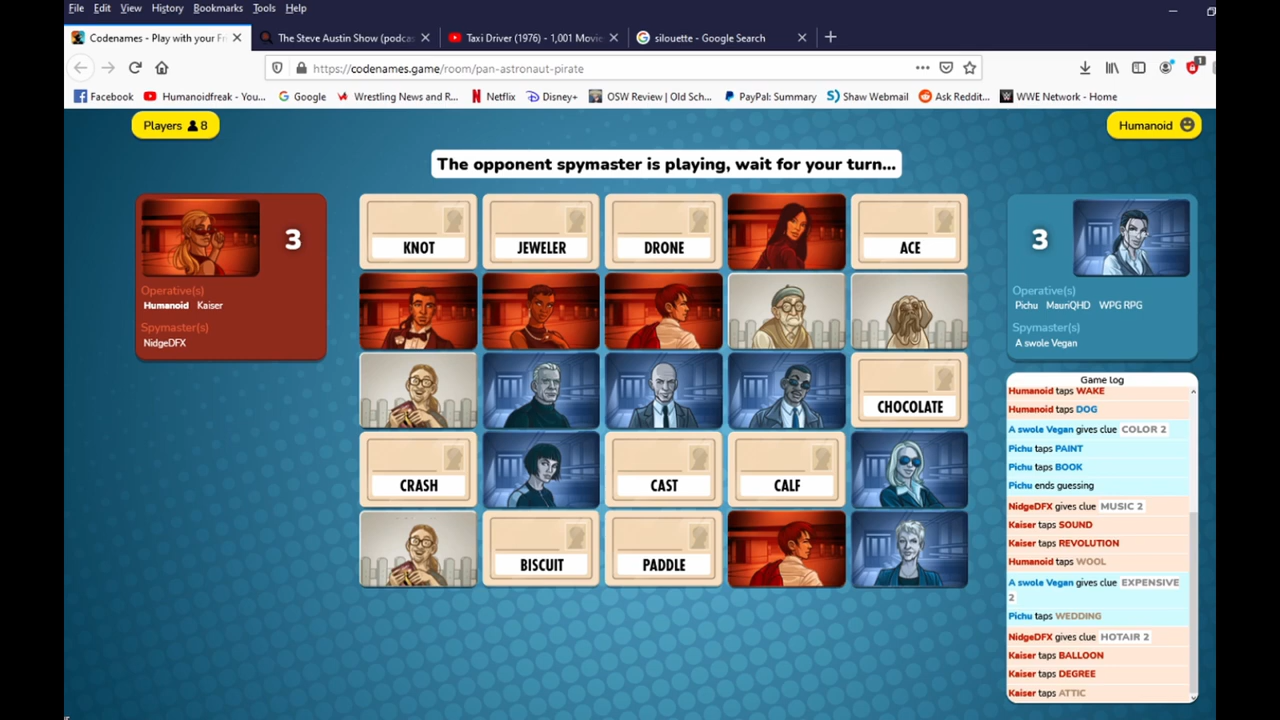 File Edit View History Bookmarks Tools Help
Codenames - Play with your Fri
The Steve Austin Show (podcas
Taxi Driver (1976) - 1,001 Movie
silouette - Google Search
https://codenames.game/room/pan-astronaut-pirate
Facebook Humanoidfreak - You... Google Wrestling News and R... Netflix Disney+ OSW Review | Old Sch... PayPal: Summary Shaw Webmail Ask Reddit... WWE Network - Home
Players 8
Humanoid
The opponent spymaster is playing, wait for your turn...
3
Operative(s)
Humanoid Kaiser
Spymaster(s)
NidgeDFX
KNOT JEWELER DRONE ACE
CHOCOLATE
CRASH CAST CALF
BISCUIT PADDLE
3
Operative(s)
Pichu MauriQHD WPG RPG
Spymaster(s)
A swole Vegan
Game log
Humanoid taps WAKE
Humanoid taps DOG
A swole Vegan gives clue COLOR 2
Pichu taps PAINT
Pichu taps BOOK
Pichu ends guessing
NidgeDFX gives clue MUSIC 2
Kaiser taps SOUND
Kaiser taps REVOLUTION
Humanoid taps WOOL
A swole Vegan gives clue EXPENSIVE
2
Pichu taps WEDDING
NidgeDFX gives clue HOTAIR 2
Kaiser taps BALLOON
Kaiser taps DEGREE
Kaiser taps ATTIC